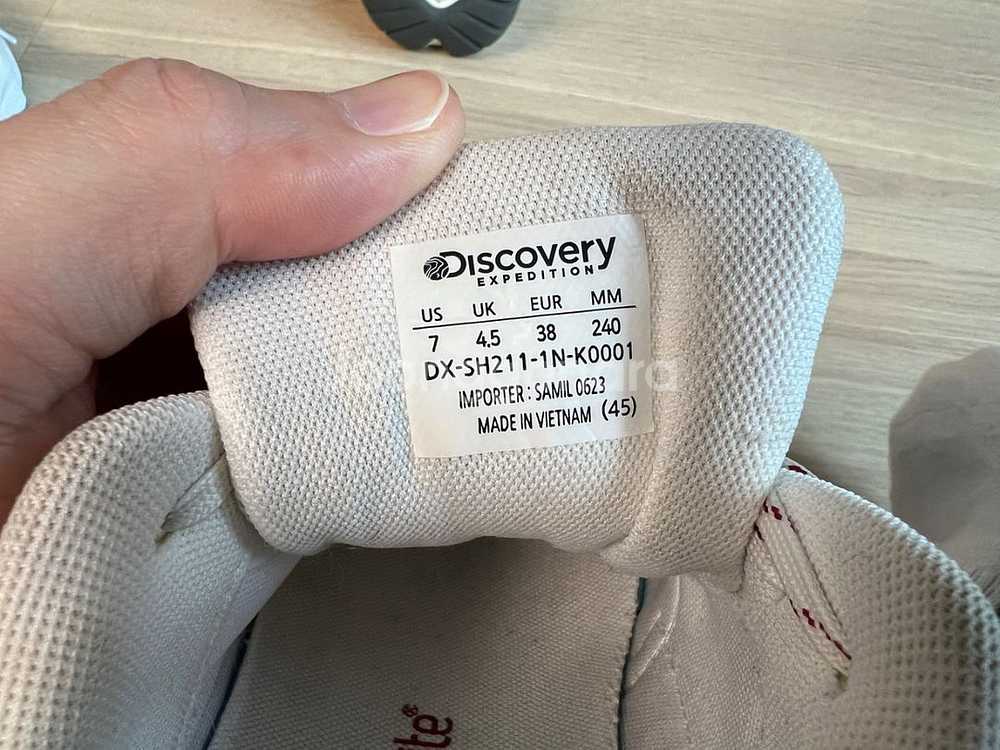 Discovery
EXPEDITION
US UK EUR MM
7 4.5 38 240
DX-SH211-1N-K0001
IMPORTER : SAMIL 0623
MADE IN VIETNAM (45)